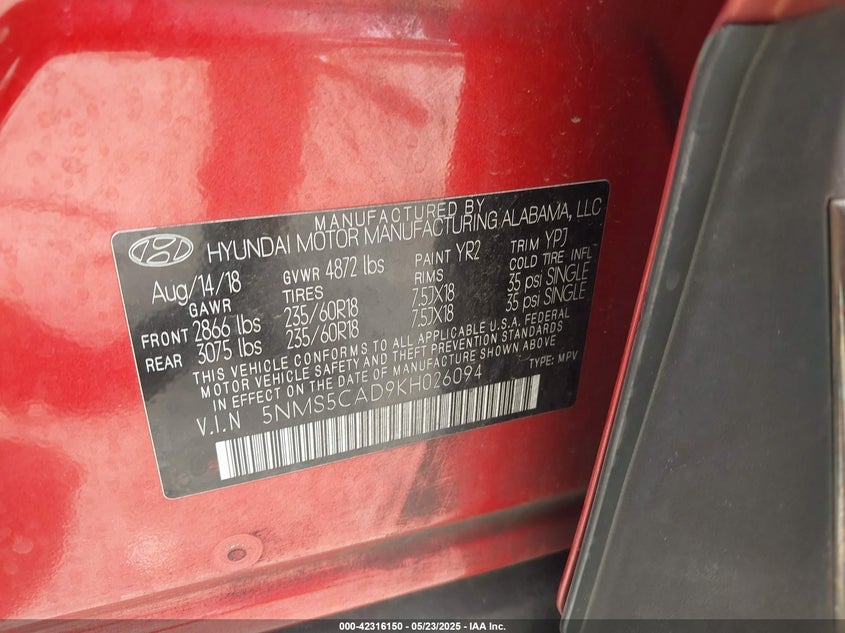 MANUFACTURED BY
HYUNDAI MOTOR MANUFACTURING ALABAMA, LLC
Aug/14/18 GVWR 4872 lbs PAINT YR2 TRIM YPJ
GAWR TIRES RIMS COLD TIRE INFL
FRONT 2866 lbs 235/60R18 7.5JX18 35 psi SINGLE
REAR 3075 lbs 235/60R18 7.5JX18 35 psi SINGLE
THIS VEHICLE CONFORMS TO ALL APPLICABLE U.S.A. FEDERAL
MOTOR VEHICLE SAFETY AND THEFT PREVENTION STANDARDS
IN EFFECT ON THE DATE OF MANUFACTURE SHOWN ABOVE
V.I.N 5NMS5CAD9KH026094 TYPE: MPV
000-42316150 - 05/23/2025 - IAA Inc.